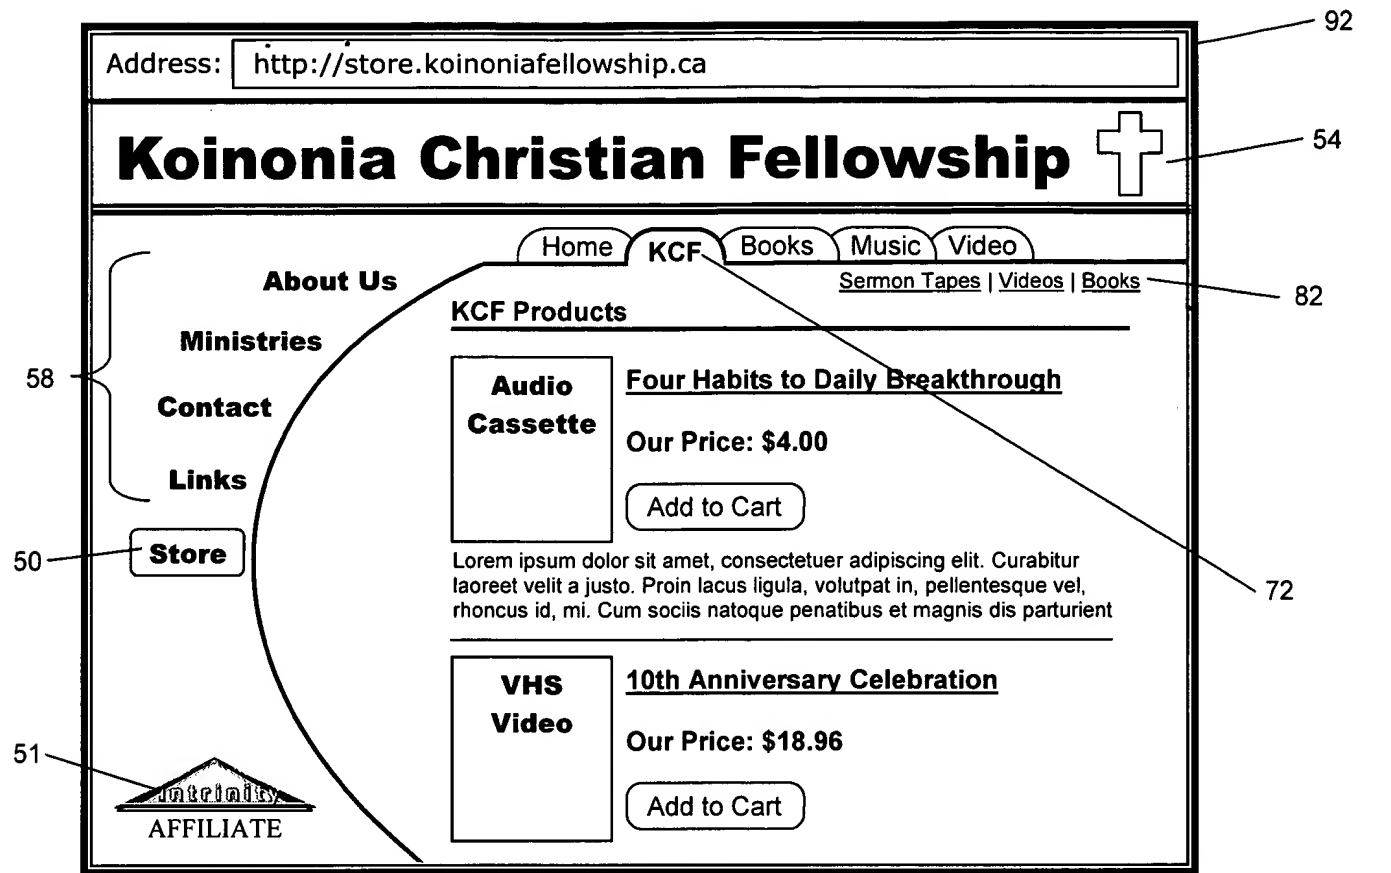 92
Address: http://store.koinoniafellowship.ca
Koinonia Christian Fellowship
54
Home KCF Books Music Video
Sermon Tapes | Videos | Books
82
About Us
Ministries
Contact
Links
58
Store
50
KCF Products
Audio
Cassette
Four Habits to Daily Breakthrough
Our Price: $4.00
Add to Cart
72
Lorem ipsum dolor sit amet, consectetuer adipiscing elit. Curabitur
laoreet velit a justo. Proin lacus ligula, volutpat in, pellentesque vel,
rhoncus id, mi. Cum sociis natoque penatibus et magnis dis parturient
VHS
Video
10th Anniversary Celebration
Our Price: $18.96
Add to Cart
51
Intrinity
AFFILIATE